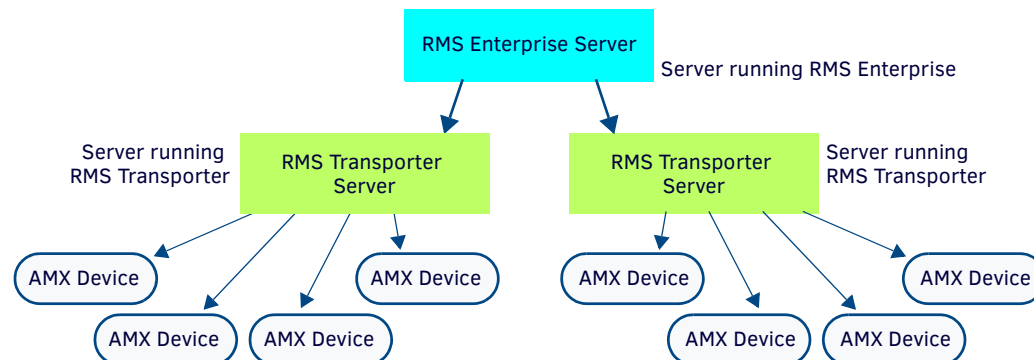 RMS Enterprise Server
Server running RMS Enterprise
Server running
RMS Transporter
RMS Transporter
Server
RMS Transporter
Server
Server running
RMS Transporter
AMX Device
AMX Device
AMX Device
AMX Device
AMX Device
AMX Device
AMX Device
AMX Device